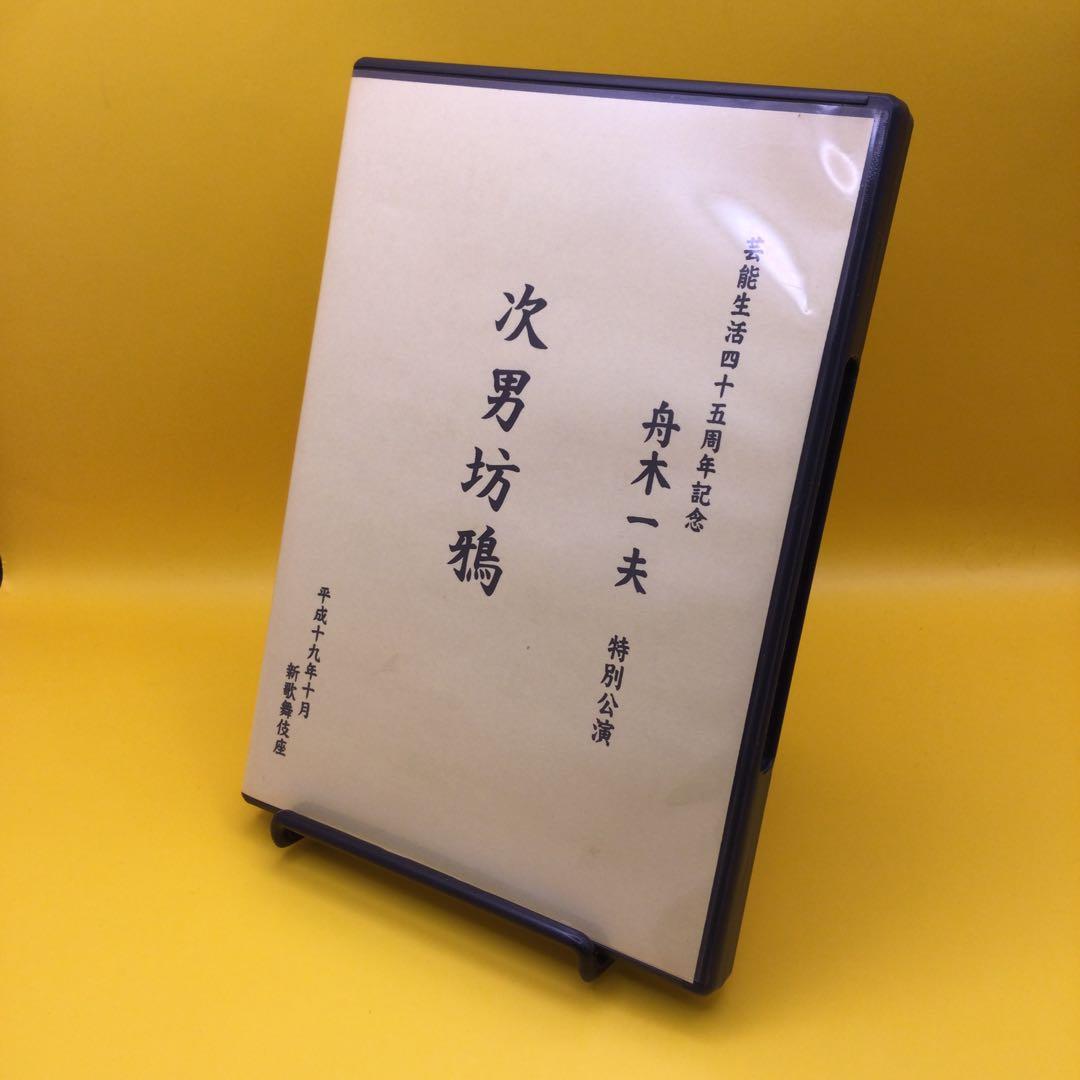 芸能生活四十五周年記念
舟木一夫 特別公演
次男坊鴉
平成十九年十月
新歌舞伎座